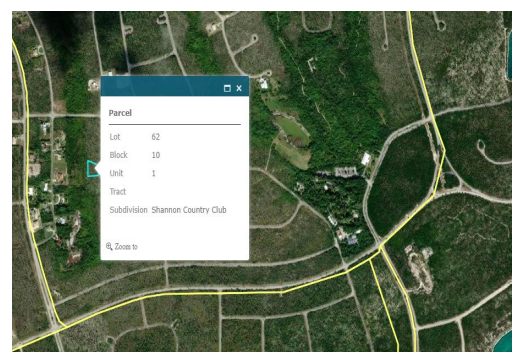 Parcel
Lot 62
Block 10
Unit 1
Tract
Subdivision Shannon Country Club
Zoom to